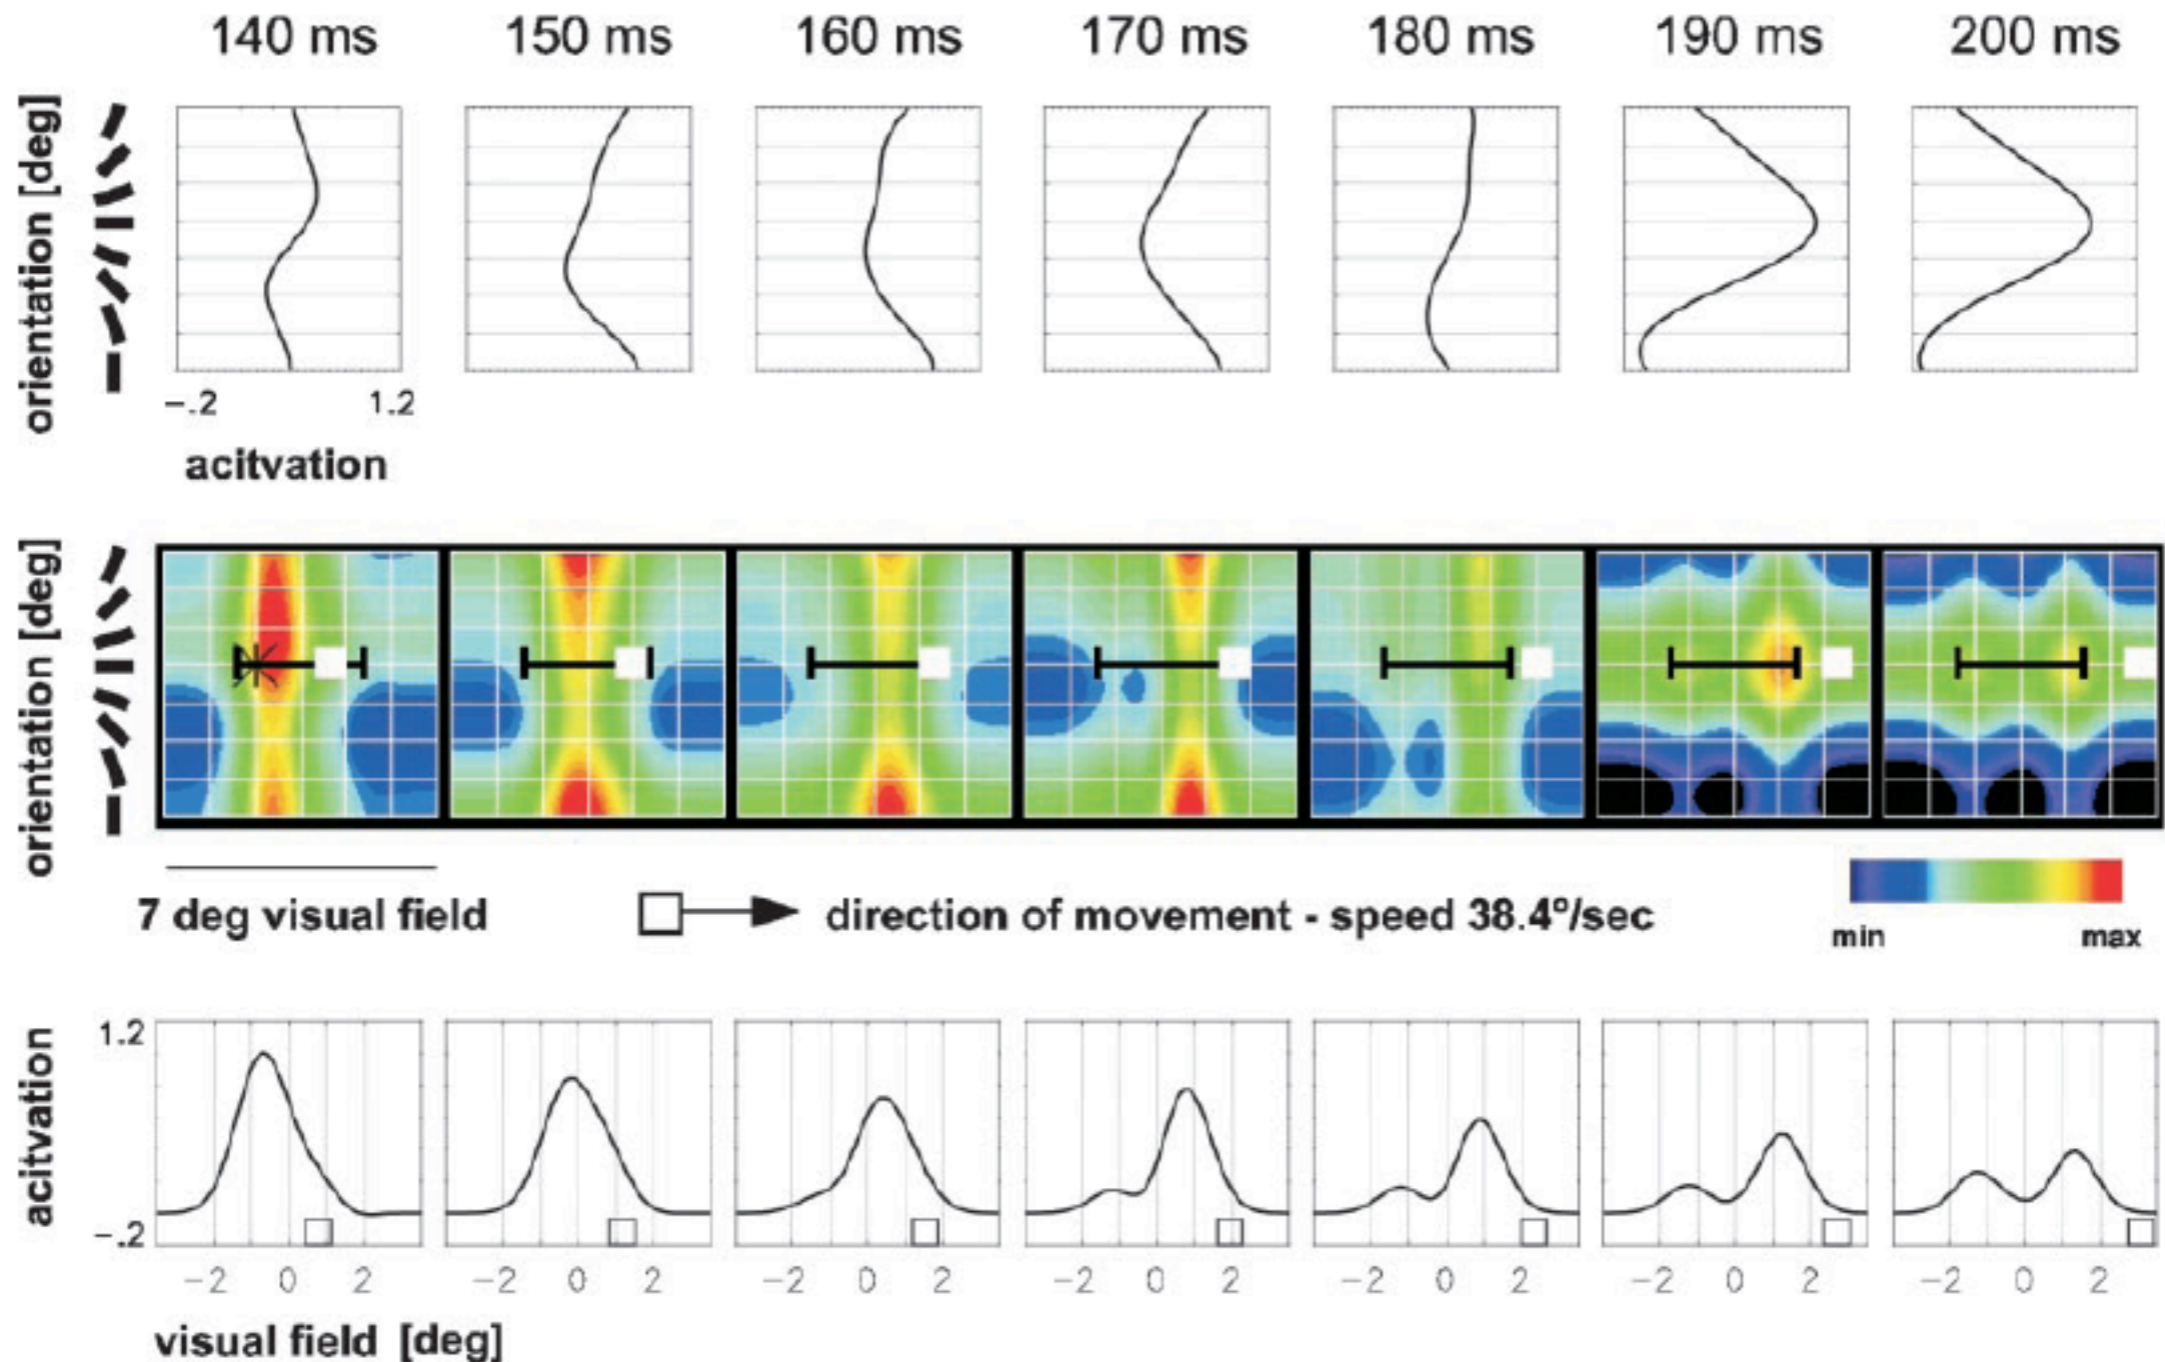 140 ms 150 ms 160 ms 170 ms 180 ms 190 ms 200 ms
orientation [deg]
-.2 1.2
acitvation
orientation [deg]
7 deg visual field
direction of movement - speed 38.4º/sec
min max
acitvation
1.2
-.2
-2 0 2 -2 0 2 -2 0 2 -2 0 2 -2 0 2 -2 0 2 -2 0 2
visual field [deg]